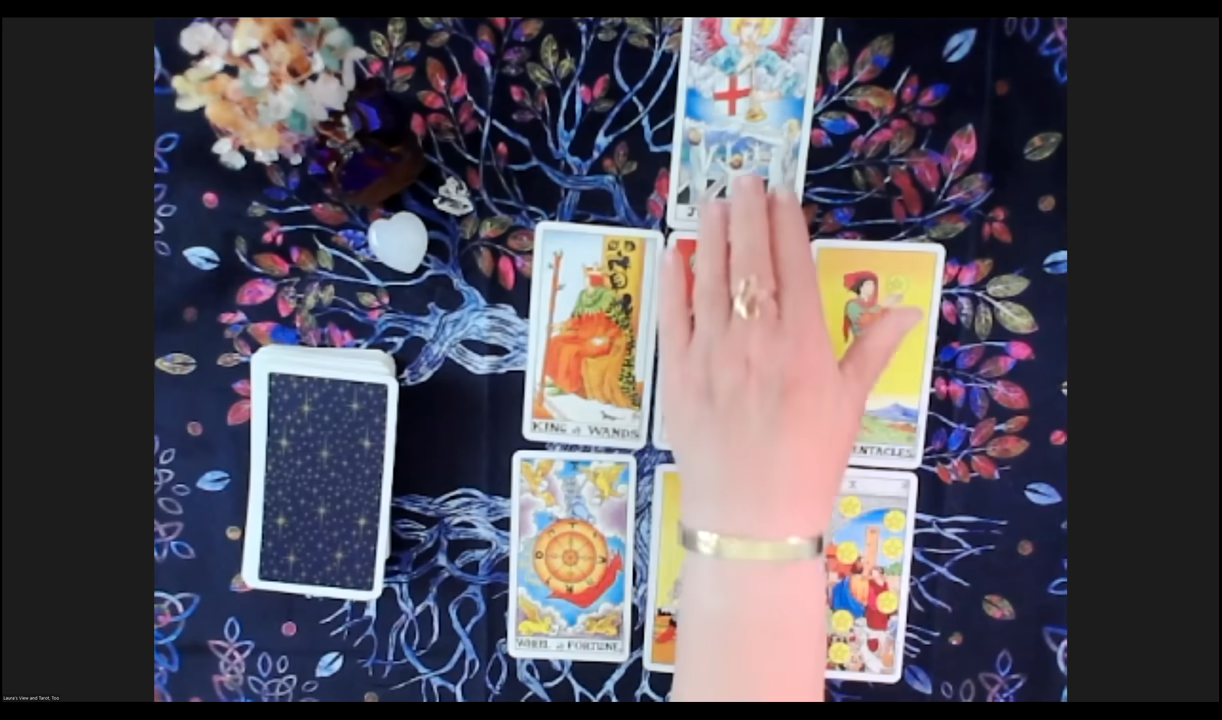 KING of WANDS
ENTACLES
X
WHEEL of FORTUNE
Laura's View and Tarot, Too